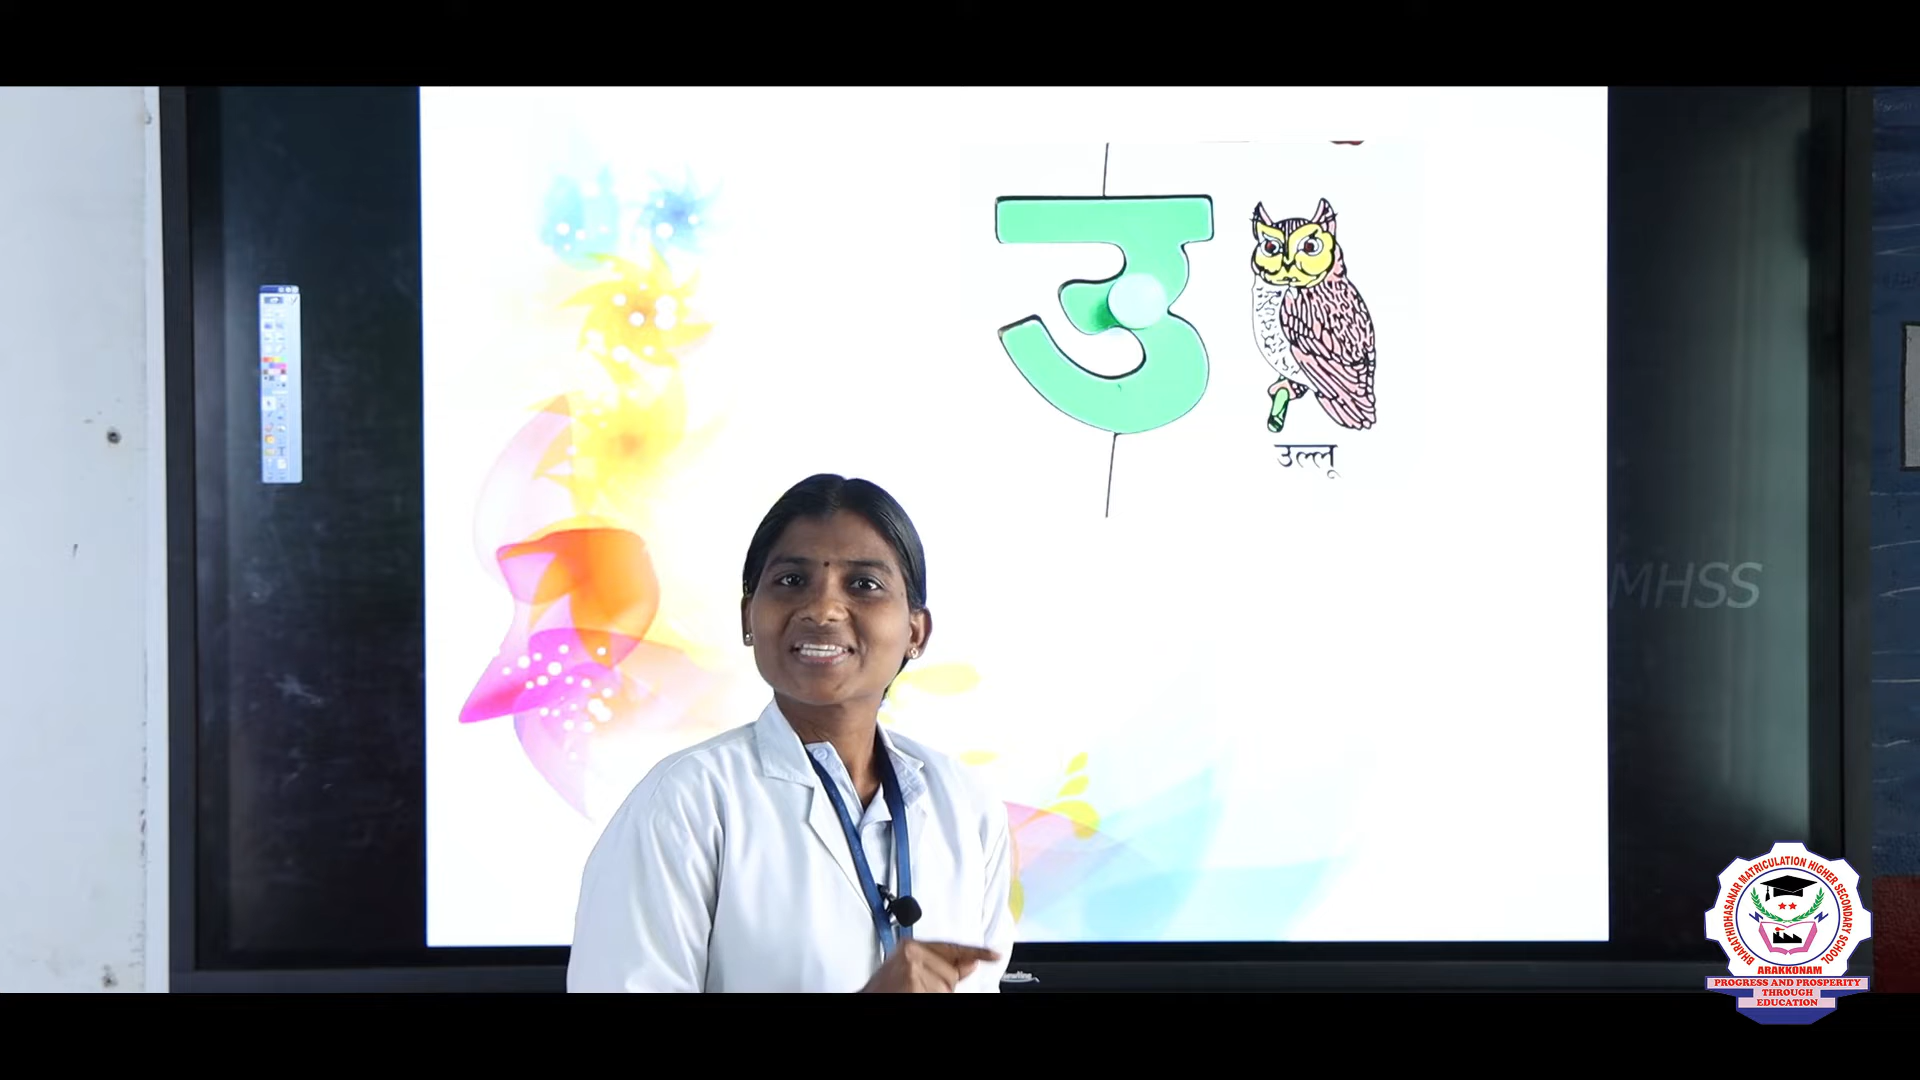 उ
उल्लू
MHSS
BHARATHIDHASANAR MATRICULATION HIGHER SECONDARY SCHOOL
ARAKKONAM
PROGRESS AND PROSPERITY
THROUGH
EDUCATION